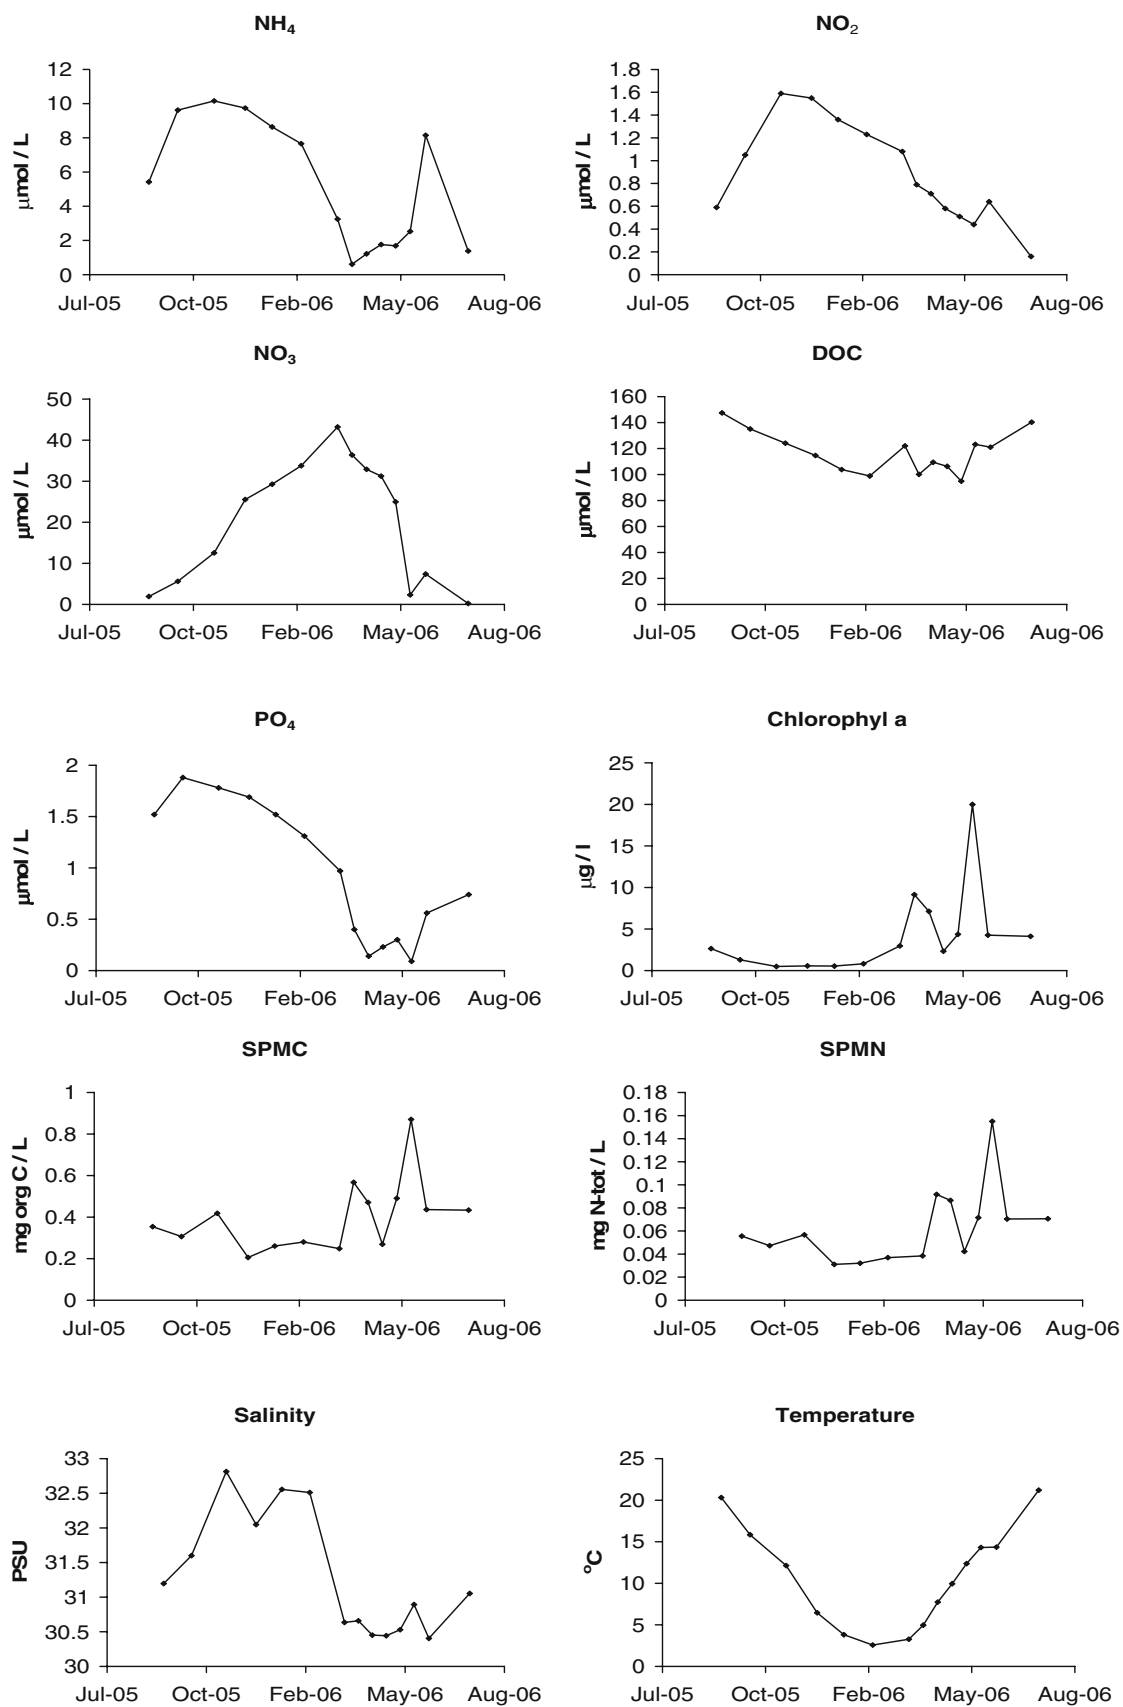 NH₄
12
10
8
6
4
2
0
µmol / L
Jul-05 Oct-05 Feb-06 May-06 Aug-06
NO₂
1.8
1.6
1.4
1.2
1
0.8
0.6
0.4
0.2
0
µmol / L
Jul-05 Oct-05 Feb-06 May-06 Aug-06
NO₃
50
40
30
20
10
0
µmol / L
Jul-05 Oct-05 Feb-06 May-06 Aug-06
DOC
160
140
120
100
80
60
40
20
0
µmol / L
Jul-05 Oct-05 Feb-06 May-06 Aug-06
PO₄
2
1.5
1
0.5
0
µmol / L
Jul-05 Oct-05 Feb-06 May-06 Aug-06
Chlorophyl a
25
20
15
10
5
0
µg / l
Jul-05 Oct-05 Feb-06 May-06 Aug-06
SPMC
1
0.8
0.6
0.4
0.2
0
mg org C / L
Jul-05 Oct-05 Feb-06 May-06 Aug-06
SPMN
0.18
0.16
0.14
0.12
0.1
0.08
0.06
0.04
0.02
0
mg N-tot / L
Jul-05 Oct-05 Feb-06 May-06 Aug-06
Salinity
33
32.5
32
31.5
31
30.5
30
PSU
Jul-05 Oct-05 Feb-06 May-06 Aug-06
Temperature
25
20
15
10
5
0
ºC
Jul-05 Oct-05 Feb-06 May-06 Aug-06